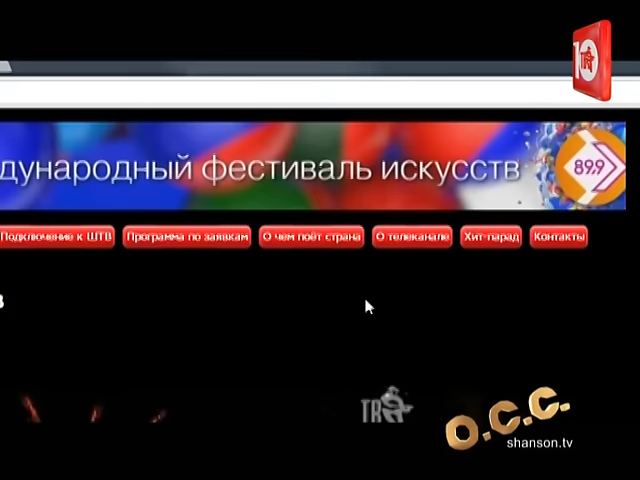 дународный фестиваль искусств
89.9
Подключение к ШТВ
Программа по заявкам
О чем поёт страна
О телеканале
Хит-парад
Контакты
О.С.С.
shanson.tv